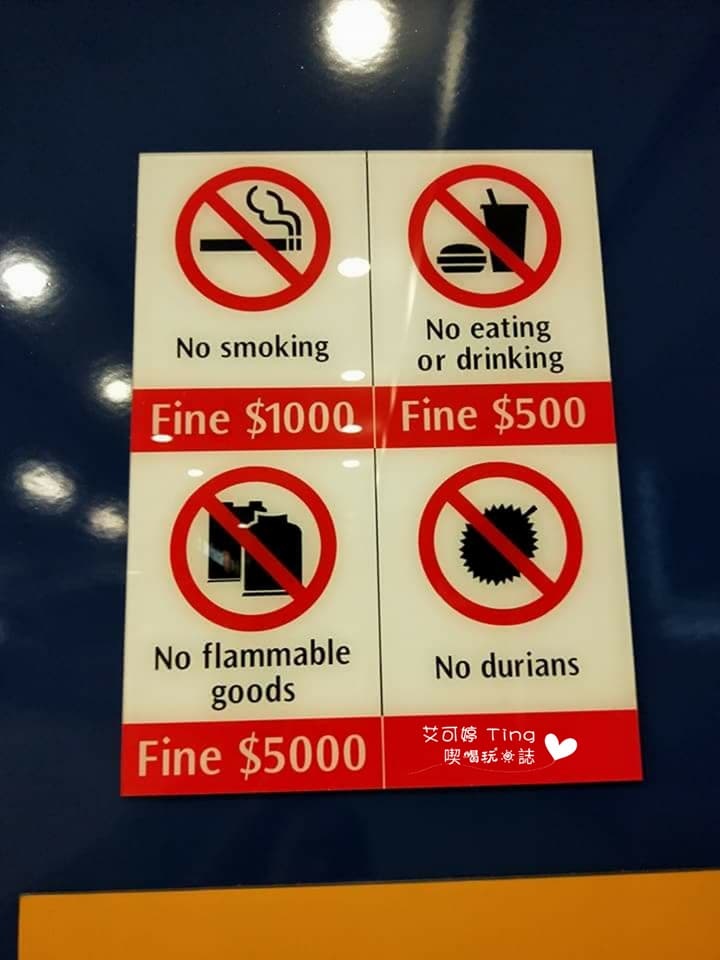 No smoking
Fine $1000
No eating
or drinking
Fine $500
No flammable
goods
Fine $5000
No durians
艾可婷 Ting
喫喝玩樂誌